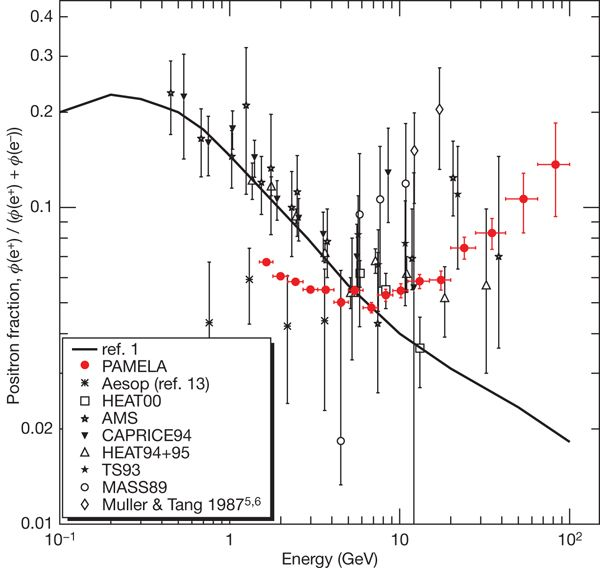 0.4
0.3
0.2
0.1
0.02
0.01
Positron fraction, ϕ(e⁺) / (ϕ(e⁺) + ϕ(e⁻))
ref. 1
PAMELA
Aesop (ref. 13)
HEAT00
AMS
CAPRICE94
HEAT94+95
TS93
MASS89
Muller & Tang 1987⁵,⁶
10⁻¹ 1 10 10²
Energy (GeV)